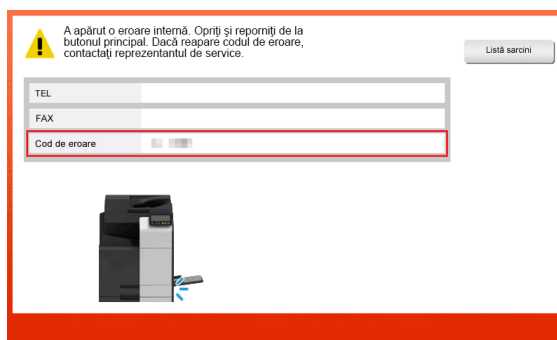 A apărut o eroare internă. Opriți și reporniți de la
butonul principal. Dacă reapare codul de eroare,
contactați reprezentantul de service.
Listă sarcini
TEL
FAX
Cod de eroare